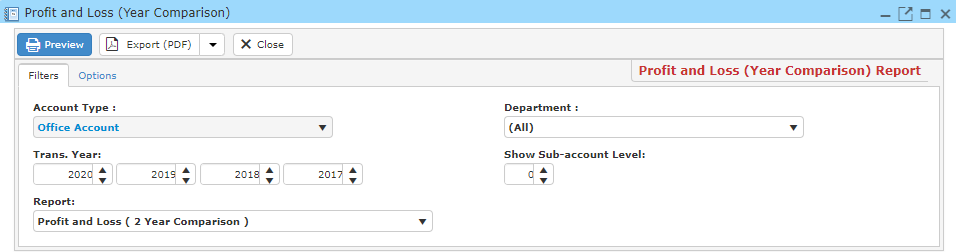 Profit and Loss (Year Comparison)
Preview Export (PDF) Close
Filters Options Profit and Loss (Year Comparison) Report
Account Type : Department :
Office Account (All)
Trans. Year: Show Sub-account Level:
2020 2019 2018 2017 0
Report:
Profit and Loss ( 2 Year Comparison )